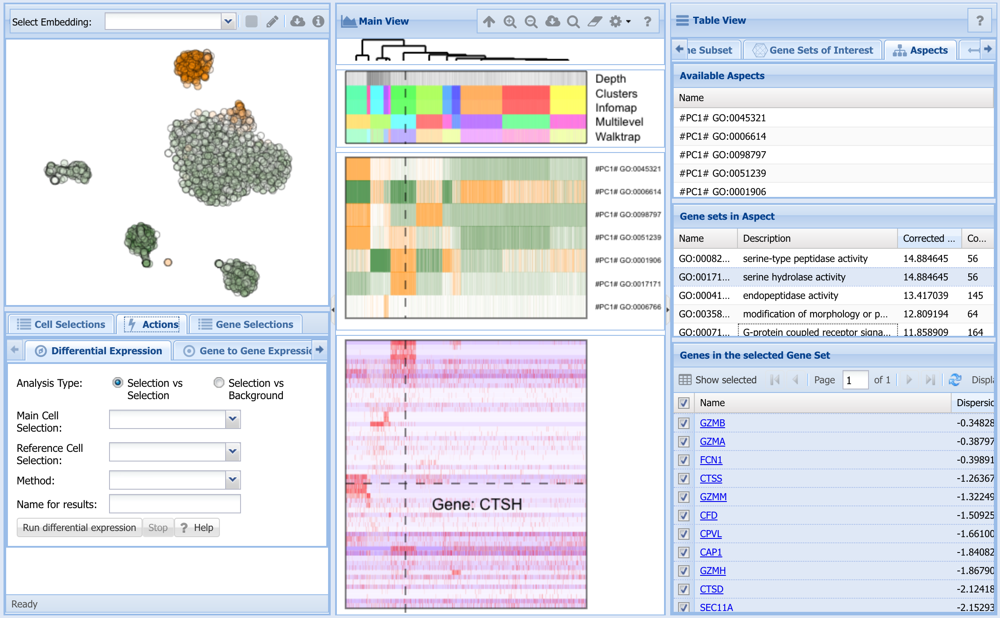 Select Embedding:
Cell Selections
Actions
Gene Selections
Differential Expression
Gene to Gene Expressio
Analysis Type:
Selection vs
Selection
Selection vs
Background
Main Cell
Selection:
Reference Cell
Selection:
Method:
Name for results:
Run differential expression
Stop
? Help
Ready
Main View
?
Depth
Clusters
Infomap
Multilevel
Walktrap
#PC1# GO:0045321
#PC1# GO:0006614
#PC1# GO:0098797
#PC1# GO:0051239
#PC1# GO:0001906
#PC1# GO:0017171
#PC1# GO:0006766
Gene: CTSH
Table View
?
ne Subset
Gene Sets of Interest
Aspects
Available Aspects
Name
#PC1# GO:0045321
#PC1# GO:0006614
#PC1# GO:0098797
#PC1# GO:0051239
#PC1# GO:0001906
Gene sets in Aspect
Name Description Corrected ... Co...
GO:00082... serine-type peptidase activity 14.884645 56
GO:00171... serine hydrolase activity 14.884645 56
GO:00041... endopeptidase activity 13.417039 145
GO:00358... modification of morphology or p... 12.809194 64
GO:00071... G-protein coupled receptor signa... 11.858909 164
Genes in the selected Gene Set
Show selected Page 1 of 1 Displa
Name Dispersic
GZMB -0.34828
GZMA -0.38797
FCN1 -0.39891
CTSS -1.26367
GZMM -1.32249
CFD -1.50925
CPVL -1.66100
CAP1 -1.84082
GZMH -1.86790
CTSD -2.12418
SEC11A -2.15293